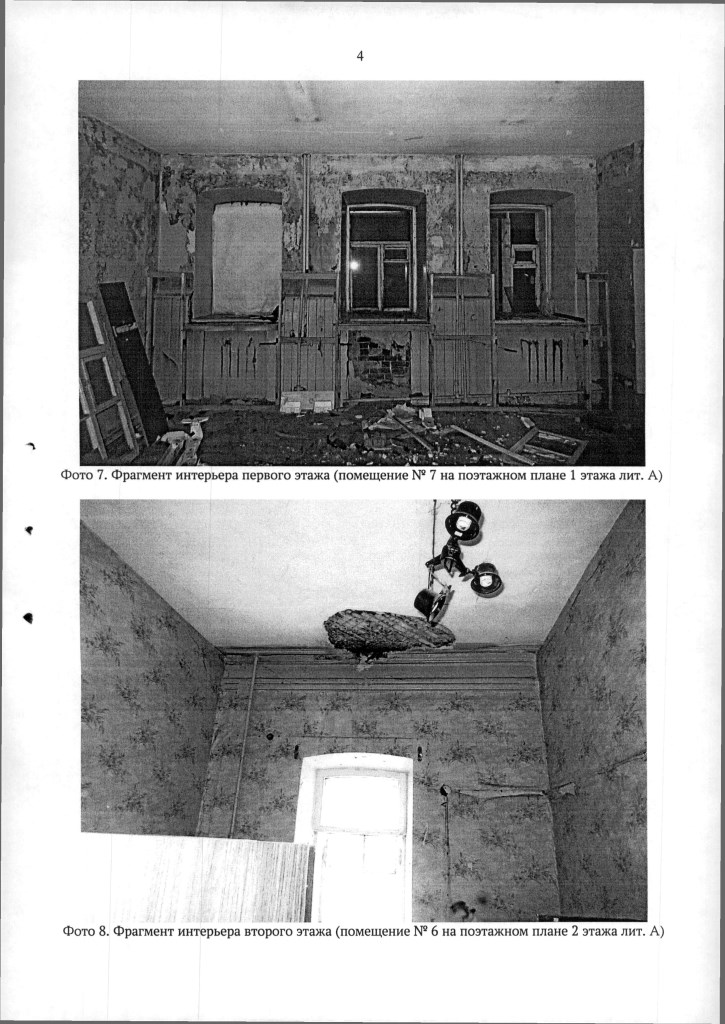 4
Фото 7. Фрагмент интерьера первого этажа (помещение № 7 на поэтажном плане 1 этажа лит. А)
Фото 8. Фрагмент интерьера второго этажа (помещение № 6 на поэтажном плане 2 этажа лит. А)